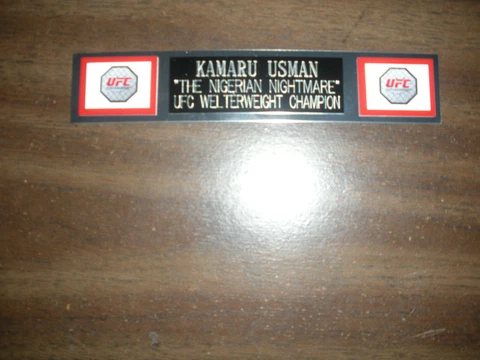 UFC
KAMARU USMAN
"THE NIGERIAN NIGHTMARE"
UFC WELTERWEIGHT CHAMPION
UFC